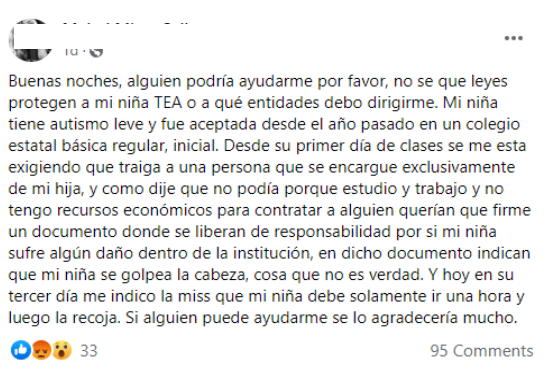 1d
Buenas noches, alguien podría ayudarme por favor, no se que leyes
protegen a mi niña TEA o a qué entidades debo dirigirme. Mi niña
tiene autismo leve y fue aceptada desde el año pasado en un colegio
estatal básica regular, inicial. Desde su primer día de clases se me esta
exigiendo que traiga a una persona que se encargue exclusivamente
de mi hija, y como dije que no podía porque estudio y trabajo y no
tengo recursos económicos para contratar a alguien querían que firme
un documento donde se liberan de responsabilidad por si mi niña
sufre algún daño dentro de la institución, en dicho documento indican
que mi niña se golpea la cabeza, cosa que no es verdad. Y hoy en su
tercer día me indico la miss que mi niña debe solamente ir una hora y
luego la recoja. Si alguien puede ayudarme se lo agradecería mucho.
33 95 Comments